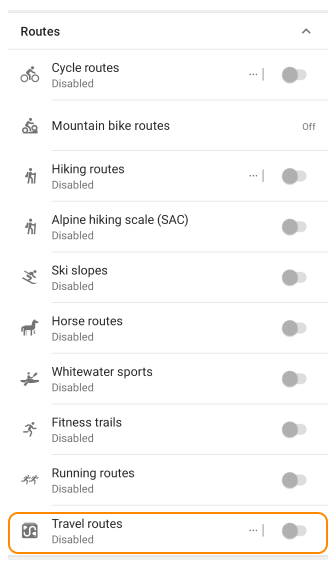 Routes
Cycle routes
Disabled
Mountain bike routes
Off
Hiking routes
Disabled
Alpine hiking scale (SAC)
Disabled
Ski slopes
Disabled
Horse routes
Disabled
Whitewater sports
Disabled
Fitness trails
Disabled
Running routes
Disabled
Travel routes
Disabled